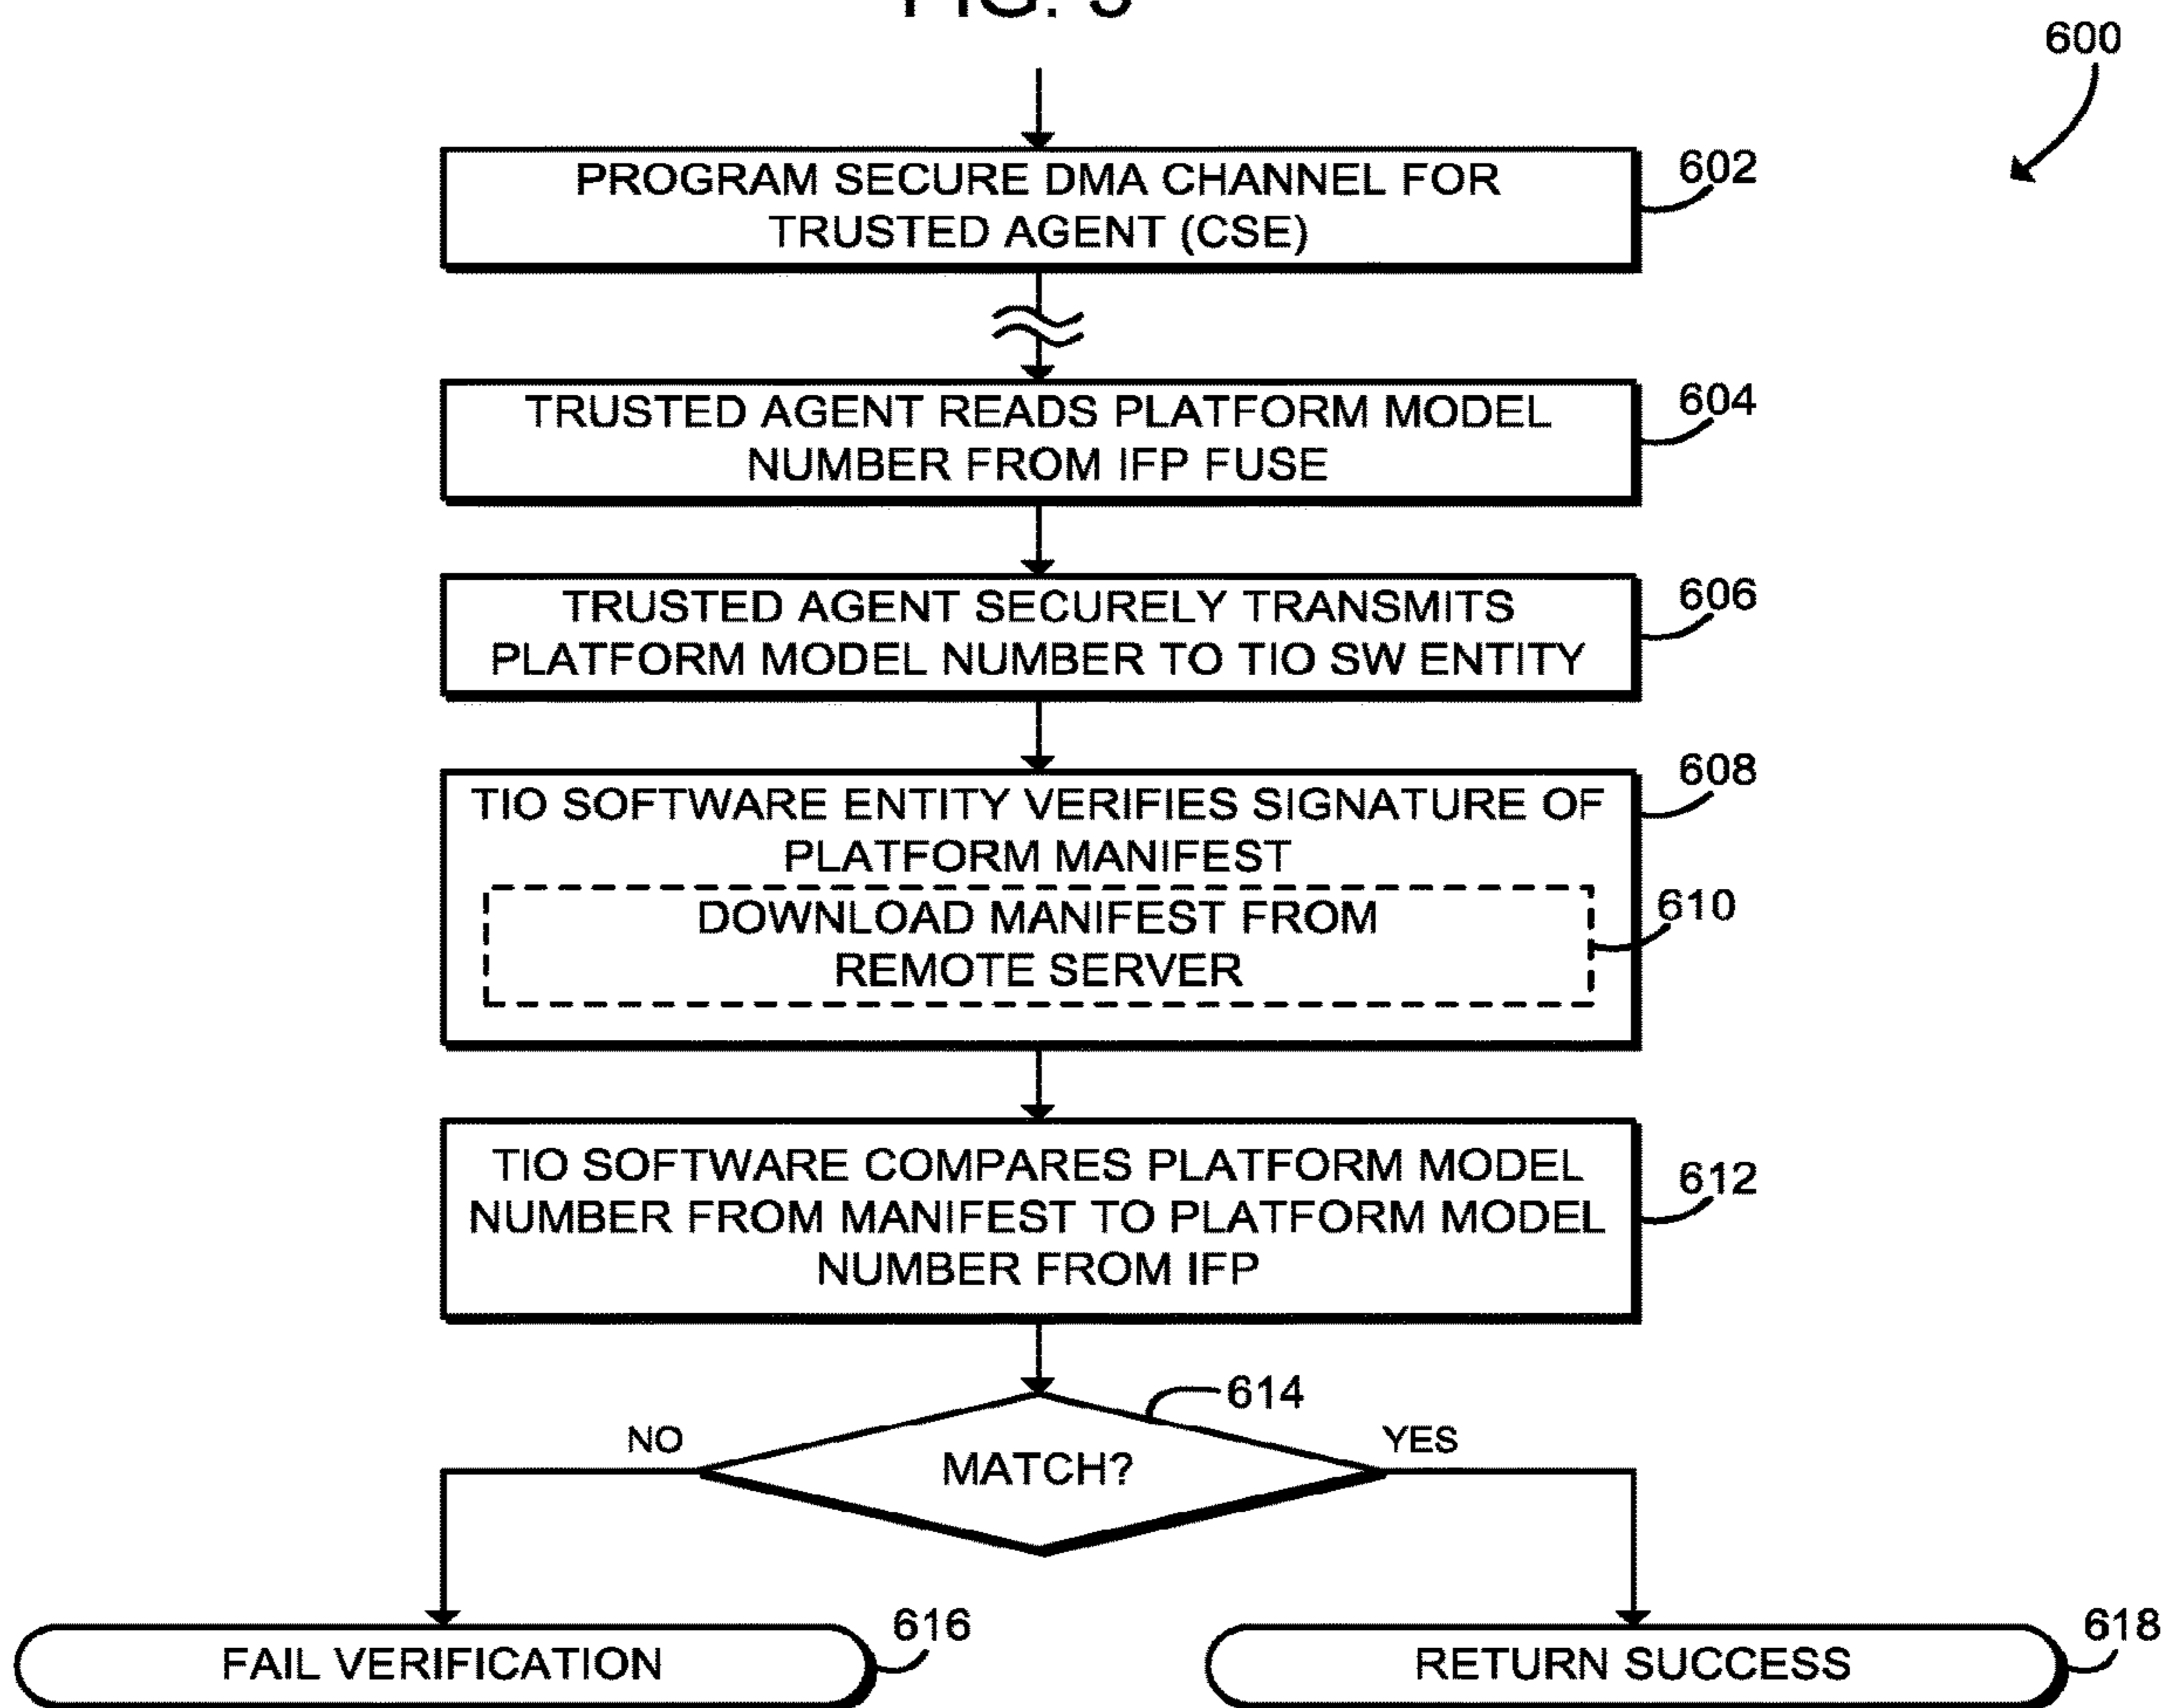 600
PROGRAM SECURE DMA CHANNEL FOR
TRUSTED AGENT (CSE)
602
TRUSTED AGENT READS PLATFORM MODEL
NUMBER FROM IFP FUSE
604
TRUSTED AGENT SECURELY TRANSMITS
PLATFORM MODEL NUMBER TO TIO SW ENTITY
606
TIO SOFTWARE ENTITY VERIFIES SIGNATURE OF
PLATFORM MANIFEST
608
DOWNLOAD MANIFEST FROM
REMOTE SERVER
610
TIO SOFTWARE COMPARES PLATFORM MODEL
NUMBER FROM MANIFEST TO PLATFORM MODEL
NUMBER FROM IFP
612
614
NO
MATCH?
YES
FAIL VERIFICATION
616
RETURN SUCCESS
618